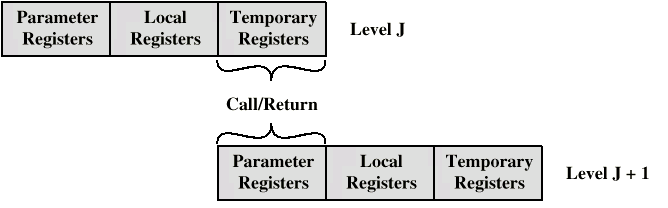 Parameter Registers Local Registers Temporary Registers Level J
Call/Return
Parameter Registers Local Registers Temporary Registers Level J + 1